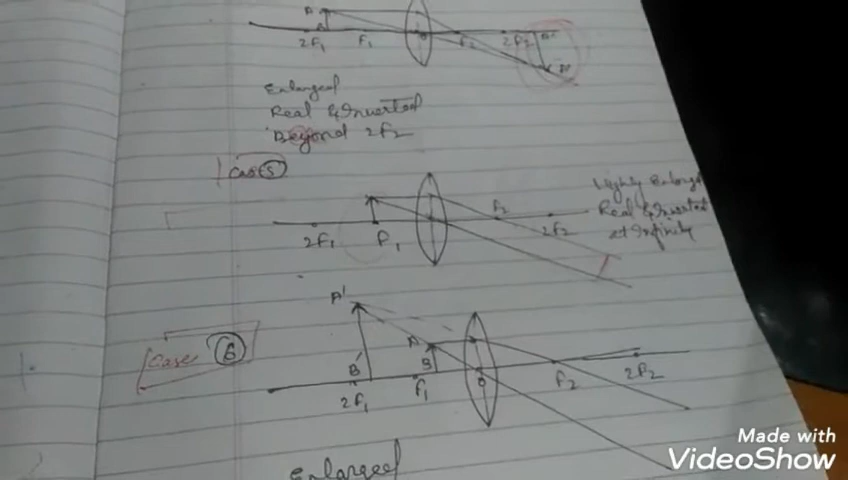 A
B
O
B'
A'
2F₁
F₁
F₂
2F₂
Enlarged
Real & Inverted
Beyond 2F₂
Case 5
F₂
2F₁
F₁
2F₂
Highly Enlarged
Real & Inverted
at Infinity
A'
Case 6
A
B'
B
O
2F₁
F₁
F₂
2F₂
Enlarged
Made with
VideoShow